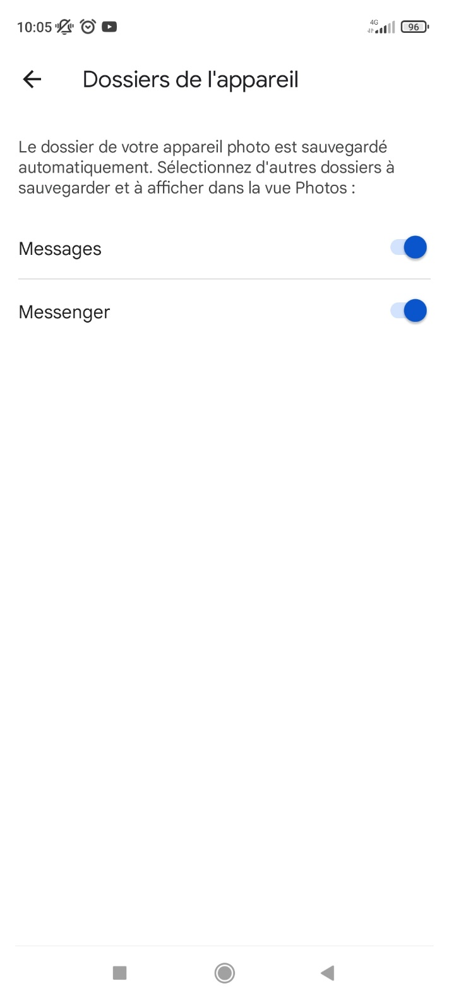 10:05
4G
96
Dossiers de l'appareil
Le dossier de votre appareil photo est sauvegardé
automatiquement. Sélectionnez d'autres dossiers à
sauvegarder et à afficher dans la vue Photos :
Messages
Messenger